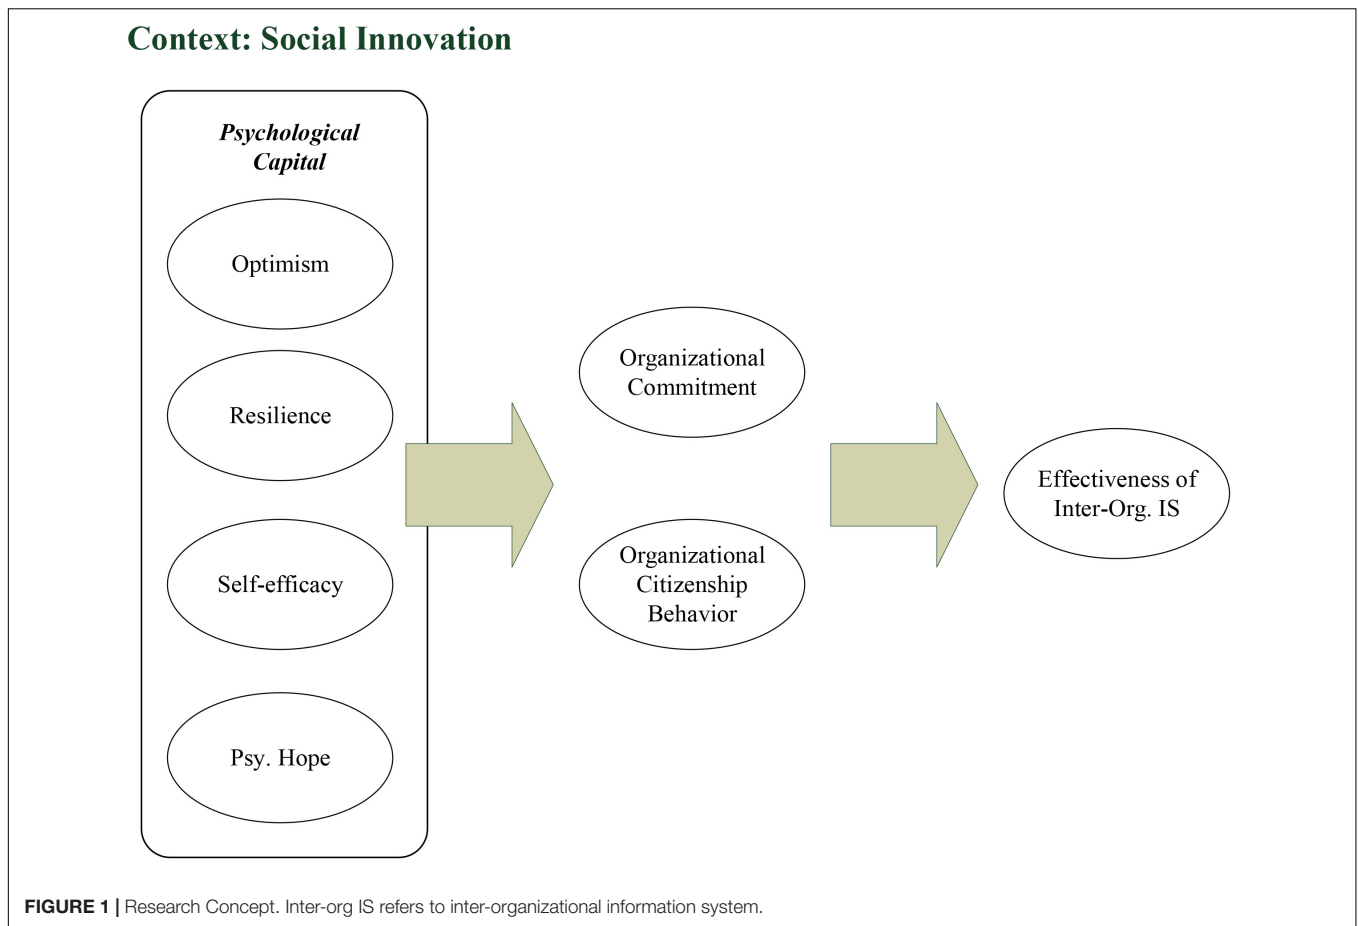 Context: Social Innovation
Psychological
Capital
Optimism
Resilience
Self-efficacy
Psy. Hope
Organizational
Commitment
Organizational
Citizenship
Behavior
Effectiveness of
Inter-Org. IS
FIGURE 1 | Research Concept. Inter-org IS refers to inter-organizational information system.